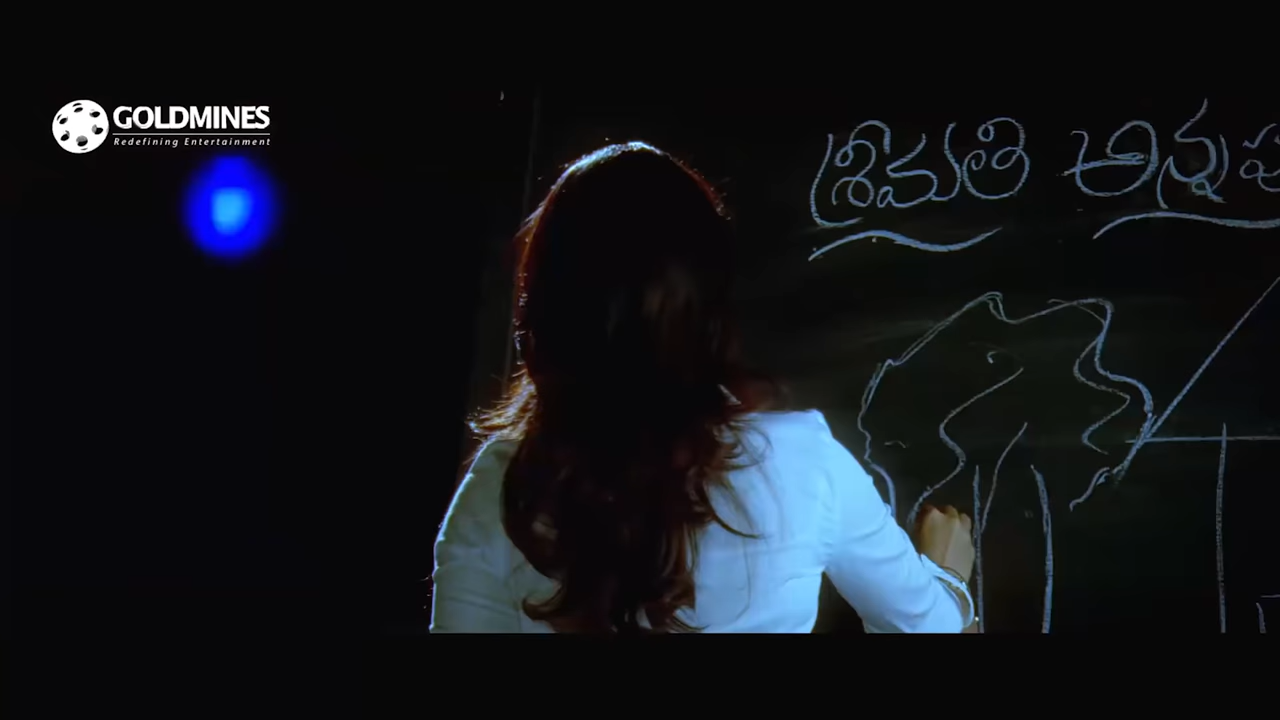 GOLDMINES
Redefining Entertainment
శ్రీమతి